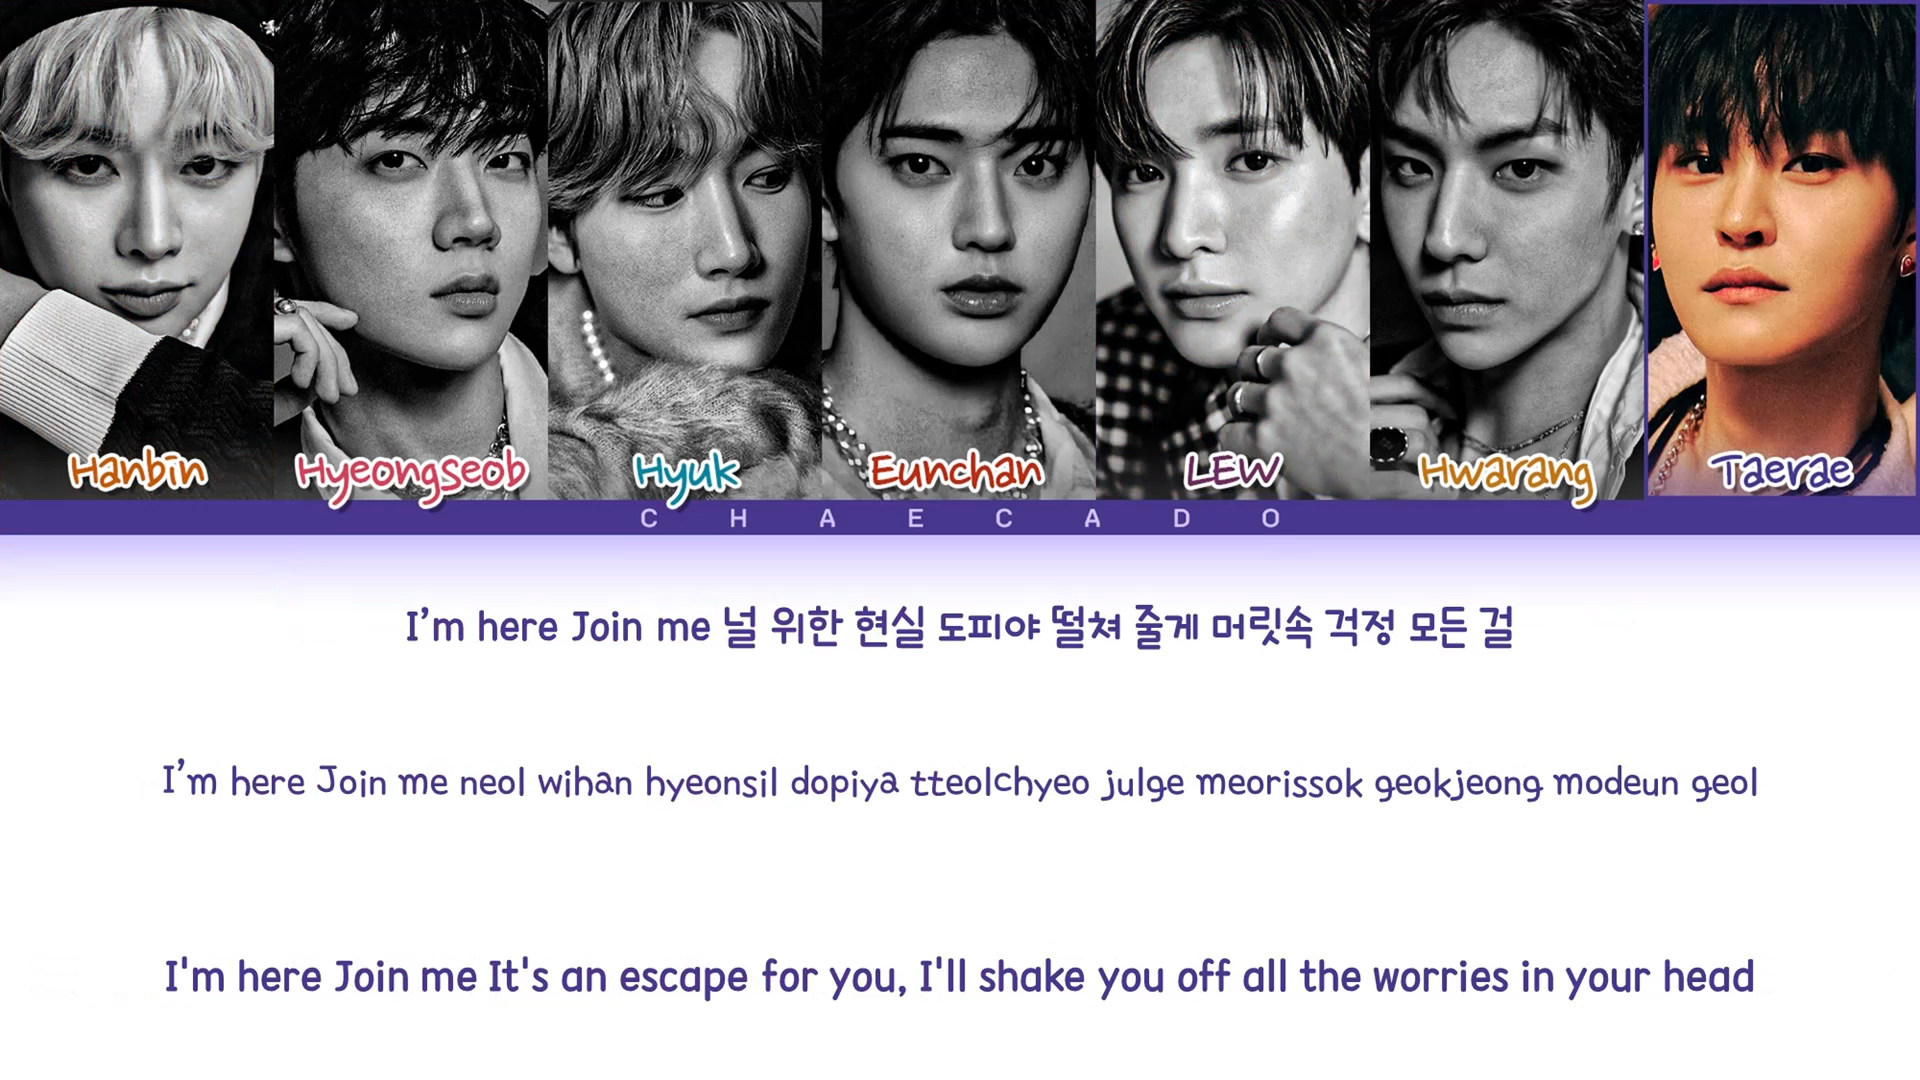 Hanbin
Hyeongseob
Hyuk
Eunchan
LEW
Hwarang
Taerae
CHAECADO
I’m here Join me 널 위한 현실 도피야 떨쳐 줄게 머릿속 걱정 모든 걸
I’m here Join me neol wihan hyeonsil dopiya tteolchyeo julge meorissok geokjeong modeun geol
I'm here Join me It's an escape for you, I'll shake you off all the worries in your head